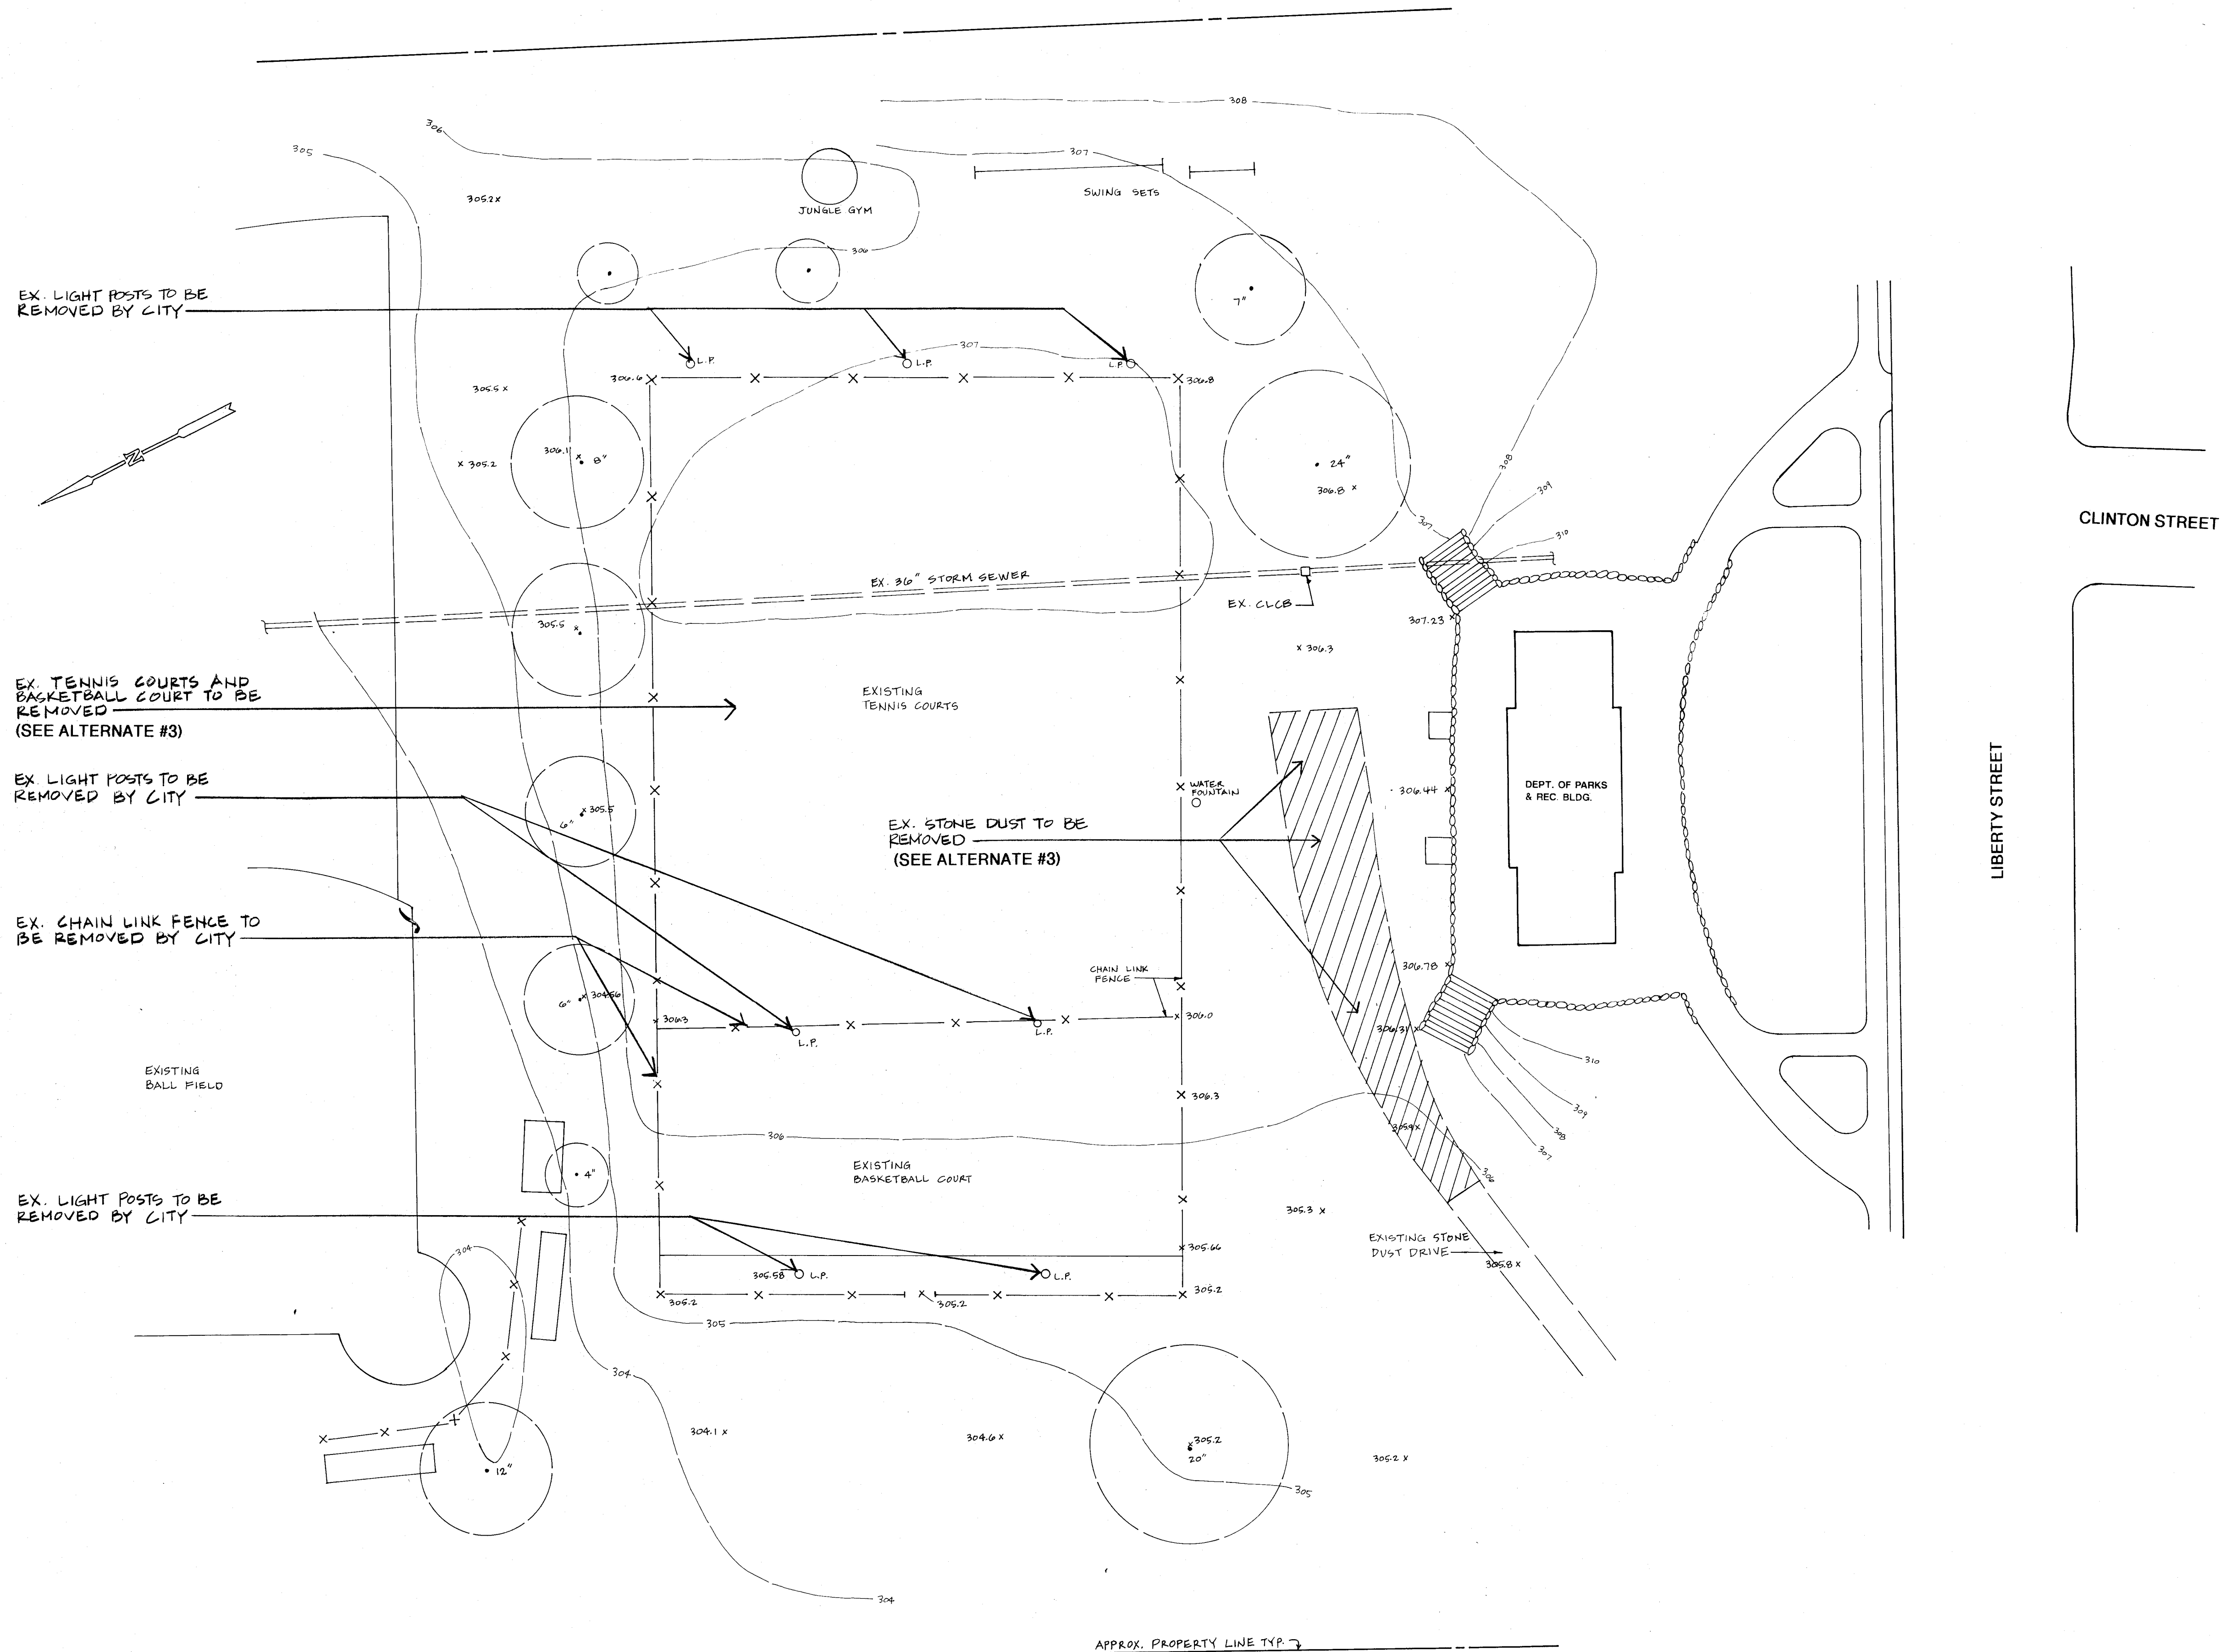 308
306
305
307
SWING SETS
305.2 x
JUNGLE GYM
306
EX. LIGHT POSTS TO BE
REMOVED BY CITY
7"
307
L.P.
L.P.
L.P.
306.6
306.8
305.5 x
N
x 305.2
306.1
8"
24"
306.8 x
308
309
307
310
CLINTON STREET
EX. 36" STORM SEWER
EX. CLCB
305.5
307.23
x 306.3
EX. TENNIS COURTS AND
BASKETBALL COURT TO BE
REMOVED
(SEE ALTERNATE #3)
EXISTING
TENNIS COURTS
EX. LIGHT POSTS TO BE
REMOVED BY CITY
WATER
FOUNTAIN
306.44
DEPT. OF PARKS
& REC. BLDG.
LIBERTY STREET
305.5
6"
EX. STONE DUST TO BE
REMOVED
(SEE ALTERNATE #3)
EX. CHAIN LINK FENCE TO
BE REMOVED BY CITY
CHAIN LINK
FENCE
306.78
6"
304.56
306.3
306.0
306.31
L.P.
L.P.
EXISTING
BALL FIELD
310
306.3
309
308
307
305.9 x
306
306
EXISTING
BASKETBALL COURT
4"
EX. LIGHT POSTS TO BE
REMOVED BY CITY
305.3 x
EXISTING STONE
DUST DRIVE
305.8 x
304
305.66
305.58
L.P.
L.P.
305.2
305.2
305.2
305
304
304.1 x
304.6 x
305.2
20"
305.2 x
12"
305
304
APPROX. PROPERTY LINE TYP.